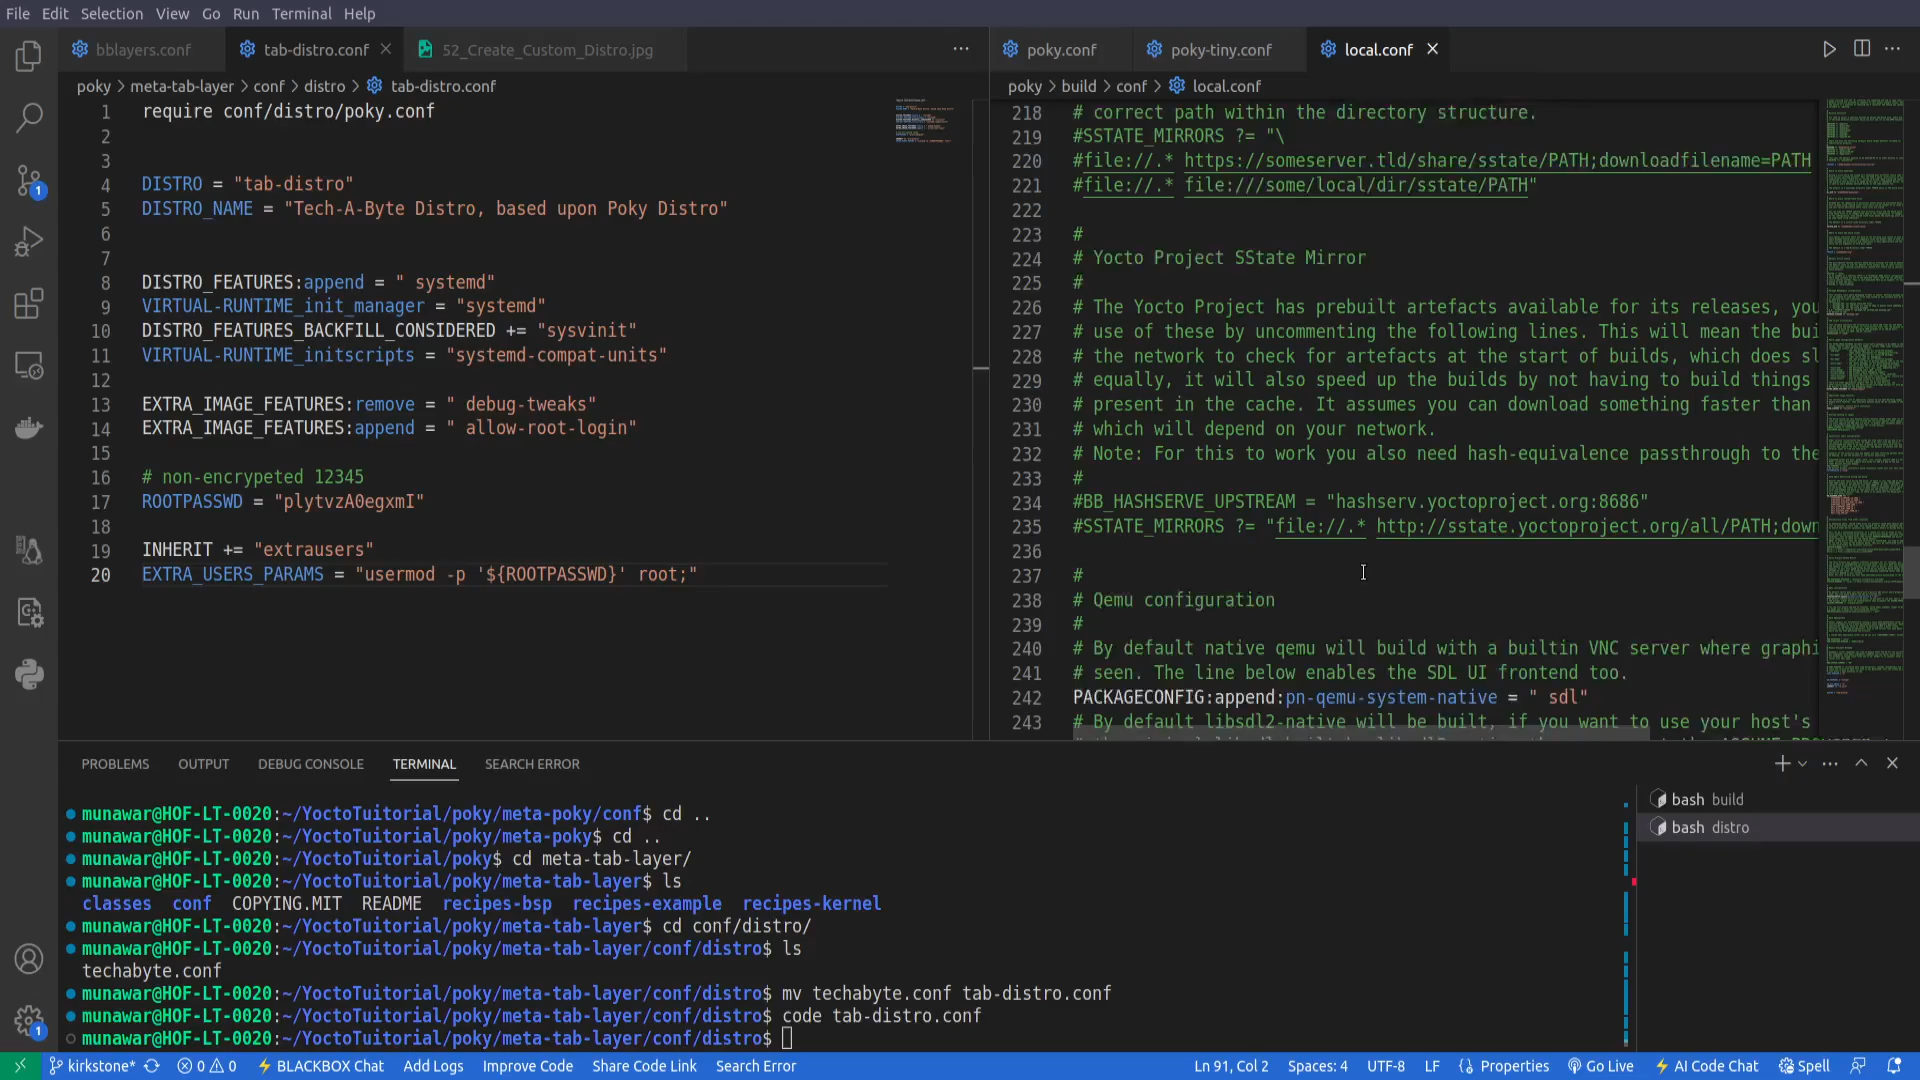 File Edit Selection View Go Run Terminal Help
bblayers.conf tab-distro.conf 52_Create_Custom_Distro.jpg
poky > meta-tab-layer > conf > distro > tab-distro.conf
1 require conf/distro/poky.conf
2
3
4 DISTRO = "tab-distro"
5 DISTRO_NAME = "Tech-A-Byte Distro, based upon Poky Distro"
6
7
8 DISTRO_FEATURES:append = " systemd"
9 VIRTUAL-RUNTIME_init_manager = "systemd"
10 DISTRO_FEATURES_BACKFILL_CONSIDERED += "sysvinit"
11 VIRTUAL-RUNTIME_initscripts = "systemd-compat-units"
12
13 EXTRA_IMAGE_FEATURES:remove = " debug-tweaks"
14 EXTRA_IMAGE_FEATURES:append = " allow-root-login"
15
16 # non-encrypeted 12345
17 ROOTPASSWD = "plytvzA0egxmI"
18
19 INHERIT += "extrausers"
20 EXTRA_USERS_PARAMS = "usermod -p '${ROOTPASSWD}' root;"
poky.conf poky-tiny.conf local.conf
poky > build > conf > local.conf
218 # correct path within the directory structure.
219 #SSTATE_MIRRORS ?= "\
220 #file://.* https://someserver.tld/share/sstate/PATH;downloadfilename=PATH
221 #file://.* file:///some/local/dir/sstate/PATH"
222
223 #
224 # Yocto Project SState Mirror
225 #
226 # The Yocto Project has prebuilt artefacts available for its releases, you
227 # use of these by uncommenting the following lines. This will mean the bui
228 # the network to check for artefacts at the start of builds, which does sl
229 # equally, it will also speed up the builds by not having to build things
230 # present in the cache. It assumes you can download something faster than
231 # which will depend on your network.
232 # Note: For this to work you also need hash-equivalence passthrough to the
233 #
234 #BB_HASHSERVE_UPSTREAM = "hashserv.yoctoproject.org:8686"
235 #SSTATE_MIRRORS ?= "file://.* http://sstate.yoctoproject.org/all/PATH;down
236
237 #
238 # Qemu configuration
239 #
240 # By default native qemu will build with a builtin VNC server where graphi
241 # seen. The line below enables the SDL UI frontend too.
242 PACKAGECONFIG:append:pn-qemu-system-native = " sdl"
243 # By default libsdl2-native will be built, if you want to use your host's
PROBLEMS OUTPUT DEBUG CONSOLE TERMINAL SEARCH ERROR
munawar@HOF-LT-0020:~/YoctoTuitorial/poky/meta-poky/conf$ cd ..
munawar@HOF-LT-0020:~/YoctoTuitorial/poky/meta-poky$ cd ..
munawar@HOF-LT-0020:~/YoctoTuitorial/poky$ cd meta-tab-layer/
munawar@HOF-LT-0020:~/YoctoTuitorial/poky/meta-tab-layer$ ls
classes conf COPYING.MIT README recipes-bsp recipes-example recipes-kernel
munawar@HOF-LT-0020:~/YoctoTuitorial/poky/meta-tab-layer$ cd conf/distro/
munawar@HOF-LT-0020:~/YoctoTuitorial/poky/meta-tab-layer/conf/distro$ ls
techabyte.conf
munawar@HOF-LT-0020:~/YoctoTuitorial/poky/meta-tab-layer/conf/distro$ mv techabyte.conf tab-distro.conf
munawar@HOF-LT-0020:~/YoctoTuitorial/poky/meta-tab-layer/conf/distro$ code tab-distro.conf
munawar@HOF-LT-0020:~/YoctoTuitorial/poky/meta-tab-layer/conf/distro$
bash build
bash distro
kirkstone* 0 0 BLACKBOX Chat Add Logs Improve Code Share Code Link Search Error Ln 91, Col 2 Spaces: 4 UTF-8 LF Properties Go Live AI Code Chat Spell